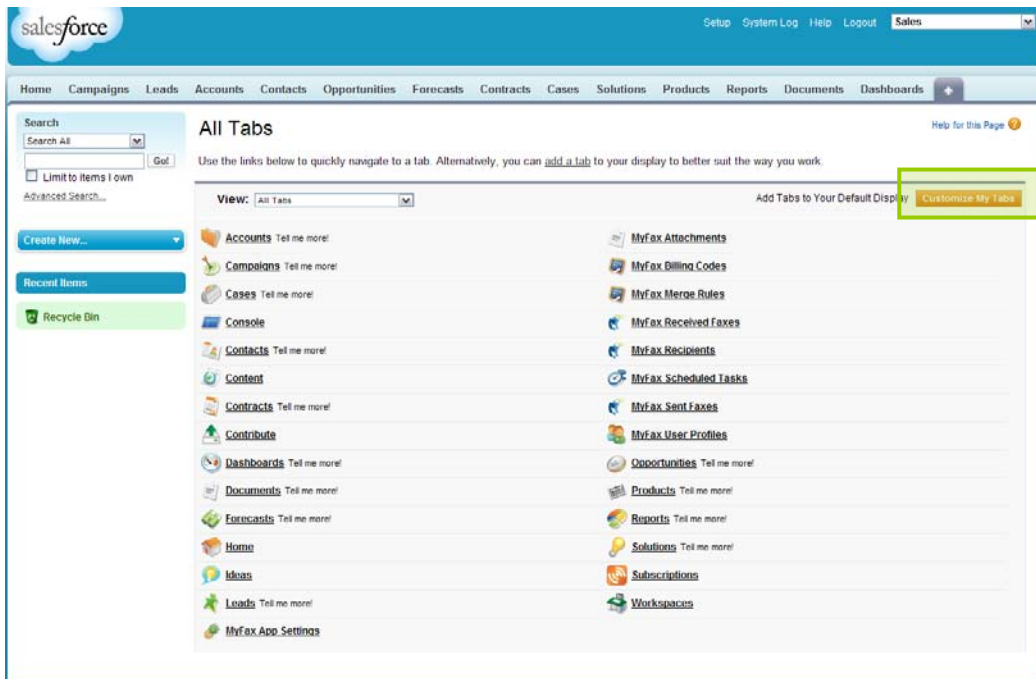 salesforce
Setup System Log Help Logout Sales
Home Campaigns Leads Accounts Contacts Opportunities Forecasts Contracts Cases Solutions Products Reports Documents Dashboards +
Search
Search All
Go!
Limit to items I own
Advanced Search...
Create New...
Recent Items
Recycle Bin
All Tabs
Help for this Page ?
Use the links below to quickly navigate to a tab. Alternatively, you can add a tab to your display to better suit the way you work.
View: All Tabs
Add Tabs to Your Default Display Customize My Tabs
Accounts Tell me more!
Campaigns Tell me more!
Cases Tell me more!
Console
Contacts Tell me more!
Content
Contracts Tell me more!
Contribute
Dashboards Tell me more!
Documents Tell me more!
Forecasts Tell me more!
Home
Ideas
Leads Tell me more!
MyFax App Settings
MyFax Attachments
MyFax Billing Codes
MyFax Merge Rules
MyFax Received Faxes
MyFax Recipients
MyFax Scheduled Tasks
MyFax Sent Faxes
MyFax User Profiles
Opportunities Tell me more!
Products Tell me more!
Reports Tell me more!
Solutions Tell me more!
Subscriptions
Workspaces